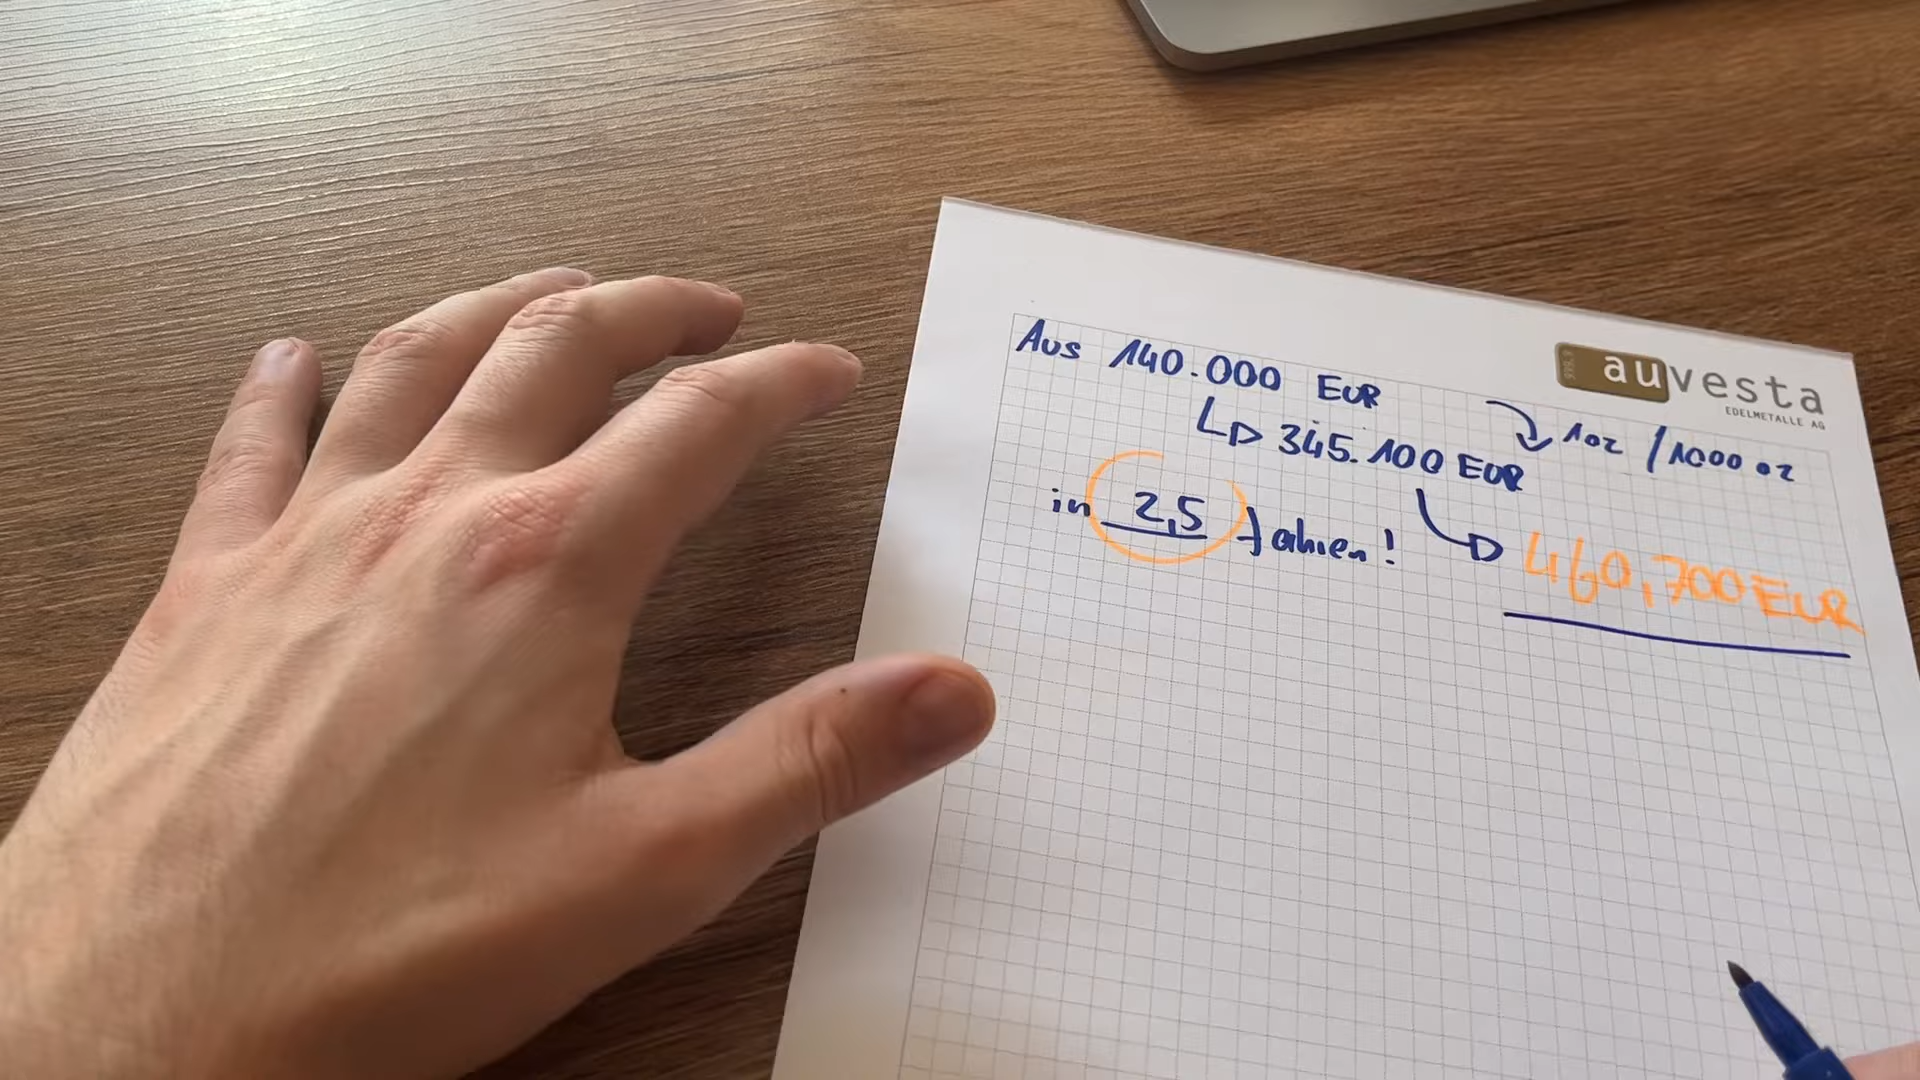 Aus 140.000 EUR
auvesta
EDELMETALLE AG
345.100 EUR
1oz / 1000 oz
in 2,5 Jahren!
460,700 EUR